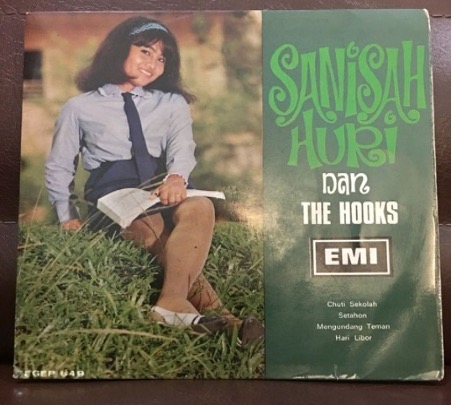 SANISAH
HURI
Dan
THE HOOKS
EMI
Chuti Sekolah
Setahon
Mengundang Teman
Hari Libor
EGEP 649